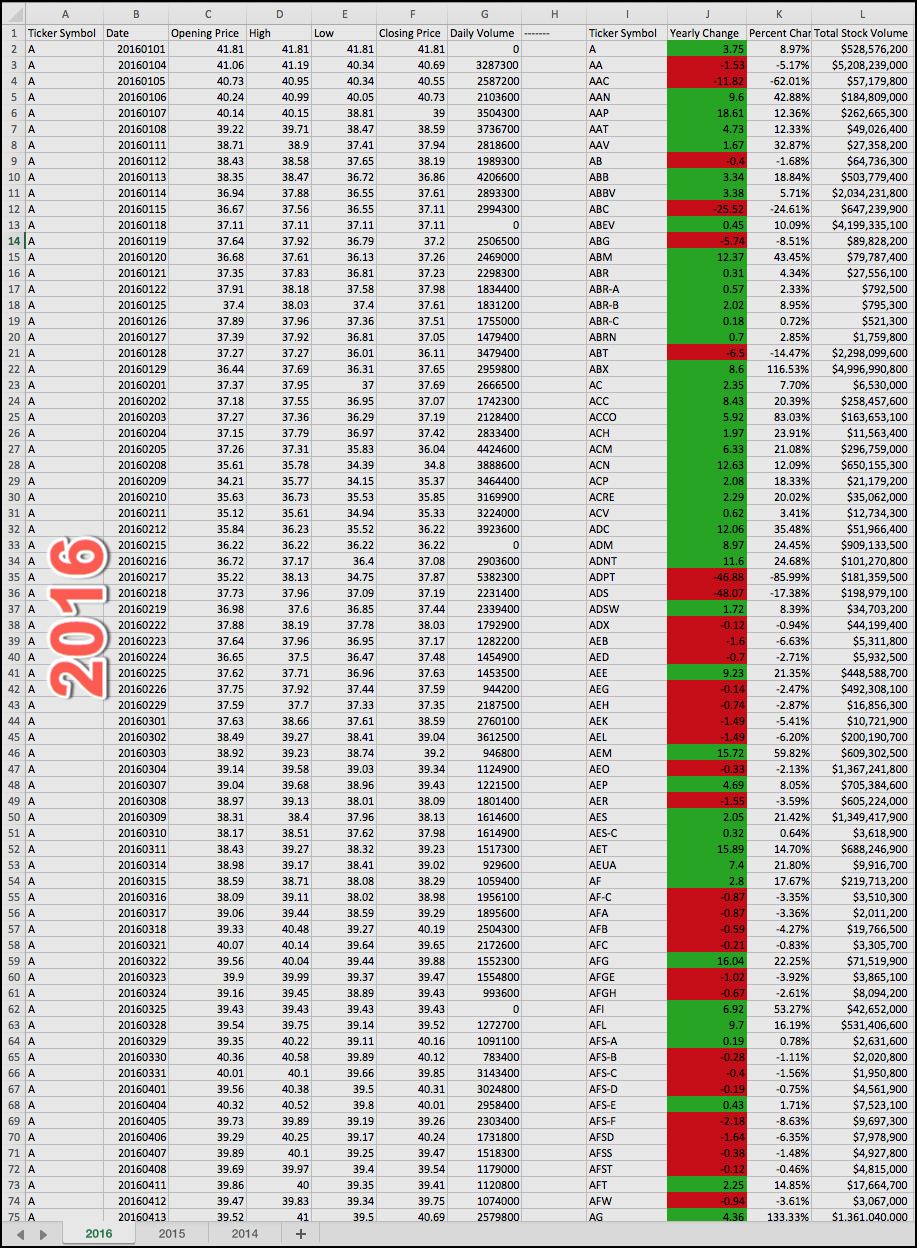 A B C D E F G H I J K L
1 Ticker Symbol Date Opening Price High Low Closing Price Daily Volume ------- Ticker Symbol Yearly Change Percent Char Total Stock Volume
2 A 20160101 41.81 41.81 41.81 41.81 0 A 3.75 8.97% $528,576,200
3 A 20160104 41.06 41.19 40.34 40.69 3287300 AA -1.53 -5.17% $5,208,239,000
4 A 20160105 40.73 40.95 40.34 40.55 2587200 AAC -11.82 -62.01% $57,179,800
5 A 20160106 40.24 40.99 40.05 40.73 2103600 AAN 9.6 42.88% $184,809,000
6 A 20160107 40.14 40.15 38.81 39 3504300 AAP 18.61 12.36% $262,665,300
7 A 20160108 39.22 39.71 38.47 38.59 3736700 AAT 4.73 12.33% $49,026,400
8 A 20160111 38.71 38.9 37.41 37.94 2818600 AAV 1.67 32.87% $27,358,200
9 A 20160112 38.43 38.58 37.65 38.19 1989300 AB -0.4 -1.68% $64,736,300
10 A 20160113 38.35 38.47 36.72 36.86 4206600 ABB 3.34 18.84% $503,779,400
11 A 20160114 36.94 37.88 36.55 37.61 2893300 ABBV 3.38 5.71% $2,034,231,800
12 A 20160115 36.67 37.56 36.55 37.11 2994300 ABC -25.52 -24.61% $647,239,900
13 A 20160118 37.11 37.11 37.11 37.11 0 ABEV 0.45 10.09% $4,199,335,100
14 A 20160119 37.64 37.92 36.79 37.2 2506500 ABG -5.74 -8.51% $89,828,200
15 A 20160120 36.68 37.61 36.13 37.26 2469000 ABM 12.37 43.45% $79,787,400
16 A 20160121 37.35 37.83 36.81 37.23 2298300 ABR 0.31 4.34% $27,556,100
17 A 20160122 37.91 38.18 37.58 37.98 1834400 ABR-A 0.57 2.33% $792,500
18 A 20160125 37.4 38.03 37.4 37.61 1831200 ABR-B 2.02 8.95% $795,300
19 A 20160126 37.89 37.96 37.36 37.51 1755000 ABR-C 0.18 0.72% $521,300
20 A 20160127 37.39 37.92 36.81 37.05 1479400 ABRN 0.7 2.85% $1,759,800
21 A 20160128 37.27 37.27 36.01 36.11 3479400 ABT -6.5 -14.47% $2,298,099,600
22 A 20160129 36.44 37.69 36.31 37.65 2959800 ABX 8.6 116.53% $4,996,990,800
23 A 20160201 37.37 37.95 37 37.69 2666500 AC 2.35 7.70% $6,530,000
24 A 20160202 37.18 37.55 36.95 37.07 1742300 ACC 8.43 20.39% $258,457,600
25 A 20160203 37.27 37.36 36.29 37.19 2128400 ACCO 5.92 83.03% $163,653,100
26 A 20160204 37.15 37.79 36.97 37.42 2833400 ACH 1.97 23.91% $11,563,400
27 A 20160205 37.26 37.31 35.83 36.04 4424600 ACM 6.33 21.08% $296,759,000
28 A 20160208 35.61 35.78 34.39 34.8 3888600 ACN 12.63 12.09% $650,155,300
29 A 20160209 34.21 35.77 34.15 35.37 3464400 ACP 2.08 18.33% $21,179,200
30 A 20160210 35.63 36.73 35.53 35.85 3169900 ACRE 2.29 20.02% $35,062,000
31 A 20160211 35.12 35.61 34.94 35.33 3224000 ACV 0.62 3.41% $12,734,300
32 A 20160212 35.84 36.23 35.52 36.22 3923600 ADC 12.06 35.48% $51,966,400
33 A 20160215 36.22 36.22 36.22 36.22 0 ADM 8.97 24.45% $909,133,500
34 A 20160216 36.72 37.17 36.4 37.08 2903600 ADNT 11.6 24.68% $101,270,800
35 A 20160217 35.22 38.13 34.75 37.87 5382300 ADPT -46.88 -85.99% $181,359,500
36 A 20160218 37.73 37.96 37.09 37.19 2231400 ADS -48.07 -17.38% $198,979,100
37 A 20160219 36.98 37.6 36.85 37.44 2339400 ADSW 1.72 8.39% $34,703,200
38 A 20160222 37.88 38.19 37.78 38.03 1792900 ADX -0.12 -0.94% $44,199,400
39 A 20160223 37.64 37.96 36.95 37.17 1282200 AEB -1.6 -6.63% $5,311,800
40 A 20160224 36.65 37.5 36.47 37.48 1454900 AED -0.7 -2.71% $5,932,500
41 A 20160225 37.62 37.71 36.96 37.63 1453500 AEE 9.23 21.35% $448,588,700
42 A 20160226 37.75 37.92 37.44 37.59 944200 AEG -0.14 -2.47% $492,308,100
43 A 20160229 37.59 37.7 37.33 37.35 2187500 AEH -0.74 -2.87% $16,856,300
44 A 20160301 37.63 38.66 37.61 38.59 2760100 AEK -1.49 -5.41% $10,721,900
45 A 20160302 38.49 39.27 38.41 39.04 3612500 AEL -1.49 -6.20% $200,190,700
46 A 20160303 38.92 39.23 38.74 39.2 946800 AEM 15.72 59.82% $609,302,500
47 A 20160304 39.14 39.58 39.03 39.34 1124900 AEO -0.33 -2.13% $1,367,241,800
48 A 20160307 39.04 39.68 38.96 39.43 1221500 AEP 4.69 8.05% $705,384,600
49 A 20160308 38.97 39.13 38.01 38.09 1801400 AER -1.55 -3.59% $605,224,000
50 A 20160309 38.31 38.4 37.96 38.13 1614600 AES 2.05 21.42% $1,349,417,900
51 A 20160310 38.17 38.51 37.62 37.98 1614900 AES-C 0.32 0.64% $3,618,900
52 A 20160311 38.43 39.27 38.32 39.23 1517300 AET 15.89 14.70% $688,246,900
53 A 20160314 38.98 39.17 38.41 39.02 929600 AEUA 7.4 21.80% $9,916,700
54 A 20160315 38.59 38.71 38.08 38.29 1059400 AF 2.8 17.67% $219,713,200
55 A 20160316 38.09 39.11 38.02 38.98 1956100 AF-C -0.87 -3.35% $3,510,300
56 A 20160317 39.06 39.44 38.59 39.29 1895600 AFA -0.87 -3.36% $2,011,200
57 A 20160318 39.33 40.48 39.27 40.19 2504300 AFB -0.59 -4.27% $19,766,500
58 A 20160321 40.07 40.14 39.64 39.65 2172600 AFC -0.21 -0.83% $3,305,700
59 A 20160322 39.56 40.04 39.44 39.88 1552300 AFG 16.04 22.25% $71,519,900
60 A 20160323 39.9 39.99 39.37 39.47 1554800 AFGE -1.02 -3.92% $3,865,100
61 A 20160324 39.16 39.45 38.89 39.43 993600 AFGH -0.67 -2.61% $8,094,200
62 A 20160325 39.43 39.43 39.43 39.43 0 AFI 6.92 53.27% $42,652,000
63 A 20160328 39.54 39.75 39.14 39.52 1272700 AFL 9.7 16.19% $531,406,600
64 A 20160329 39.35 40.22 39.11 40.16 1091100 AFS-A 0.19 0.78% $2,631,600
65 A 20160330 40.36 40.58 39.89 40.12 783400 AFS-B -0.28 -1.11% $2,020,800
66 A 20160331 40.01 40.1 39.66 39.85 3143400 AFS-C -0.4 -1.56% $1,950,800
67 A 20160401 39.56 40.38 39.5 40.31 3024800 AFS-D -0.19 -0.75% $4,561,900
68 A 20160404 40.32 40.52 39.8 40.01 2958400 AFS-E 0.43 1.71% $7,523,100
69 A 20160405 39.73 39.89 39.19 39.26 2303400 AFS-F -2.18 -8.63% $9,697,300
70 A 20160406 39.29 40.25 39.17 40.24 1731800 AFSD -1.64 -6.35% $7,978,900
71 A 20160407 39.89 40.1 39.25 39.47 1518300 AFSS -0.38 -1.48% $4,927,800
72 A 20160408 39.69 39.97 39.4 39.54 1179000 AFST -0.12 -0.46% $4,815,000
73 A 20160411 39.86 40 39.35 39.41 1120800 AFT 2.25 14.85% $17,664,700
74 A 20160412 39.47 39.83 39.34 39.75 1074000 AFW -0.94 -3.61% $3,067,000
75 A 20160413 39.52 41 39.5 40.69 2579800 AG 4.36 133.33% $1,361,040,000
2016
2016 2015 2014 +